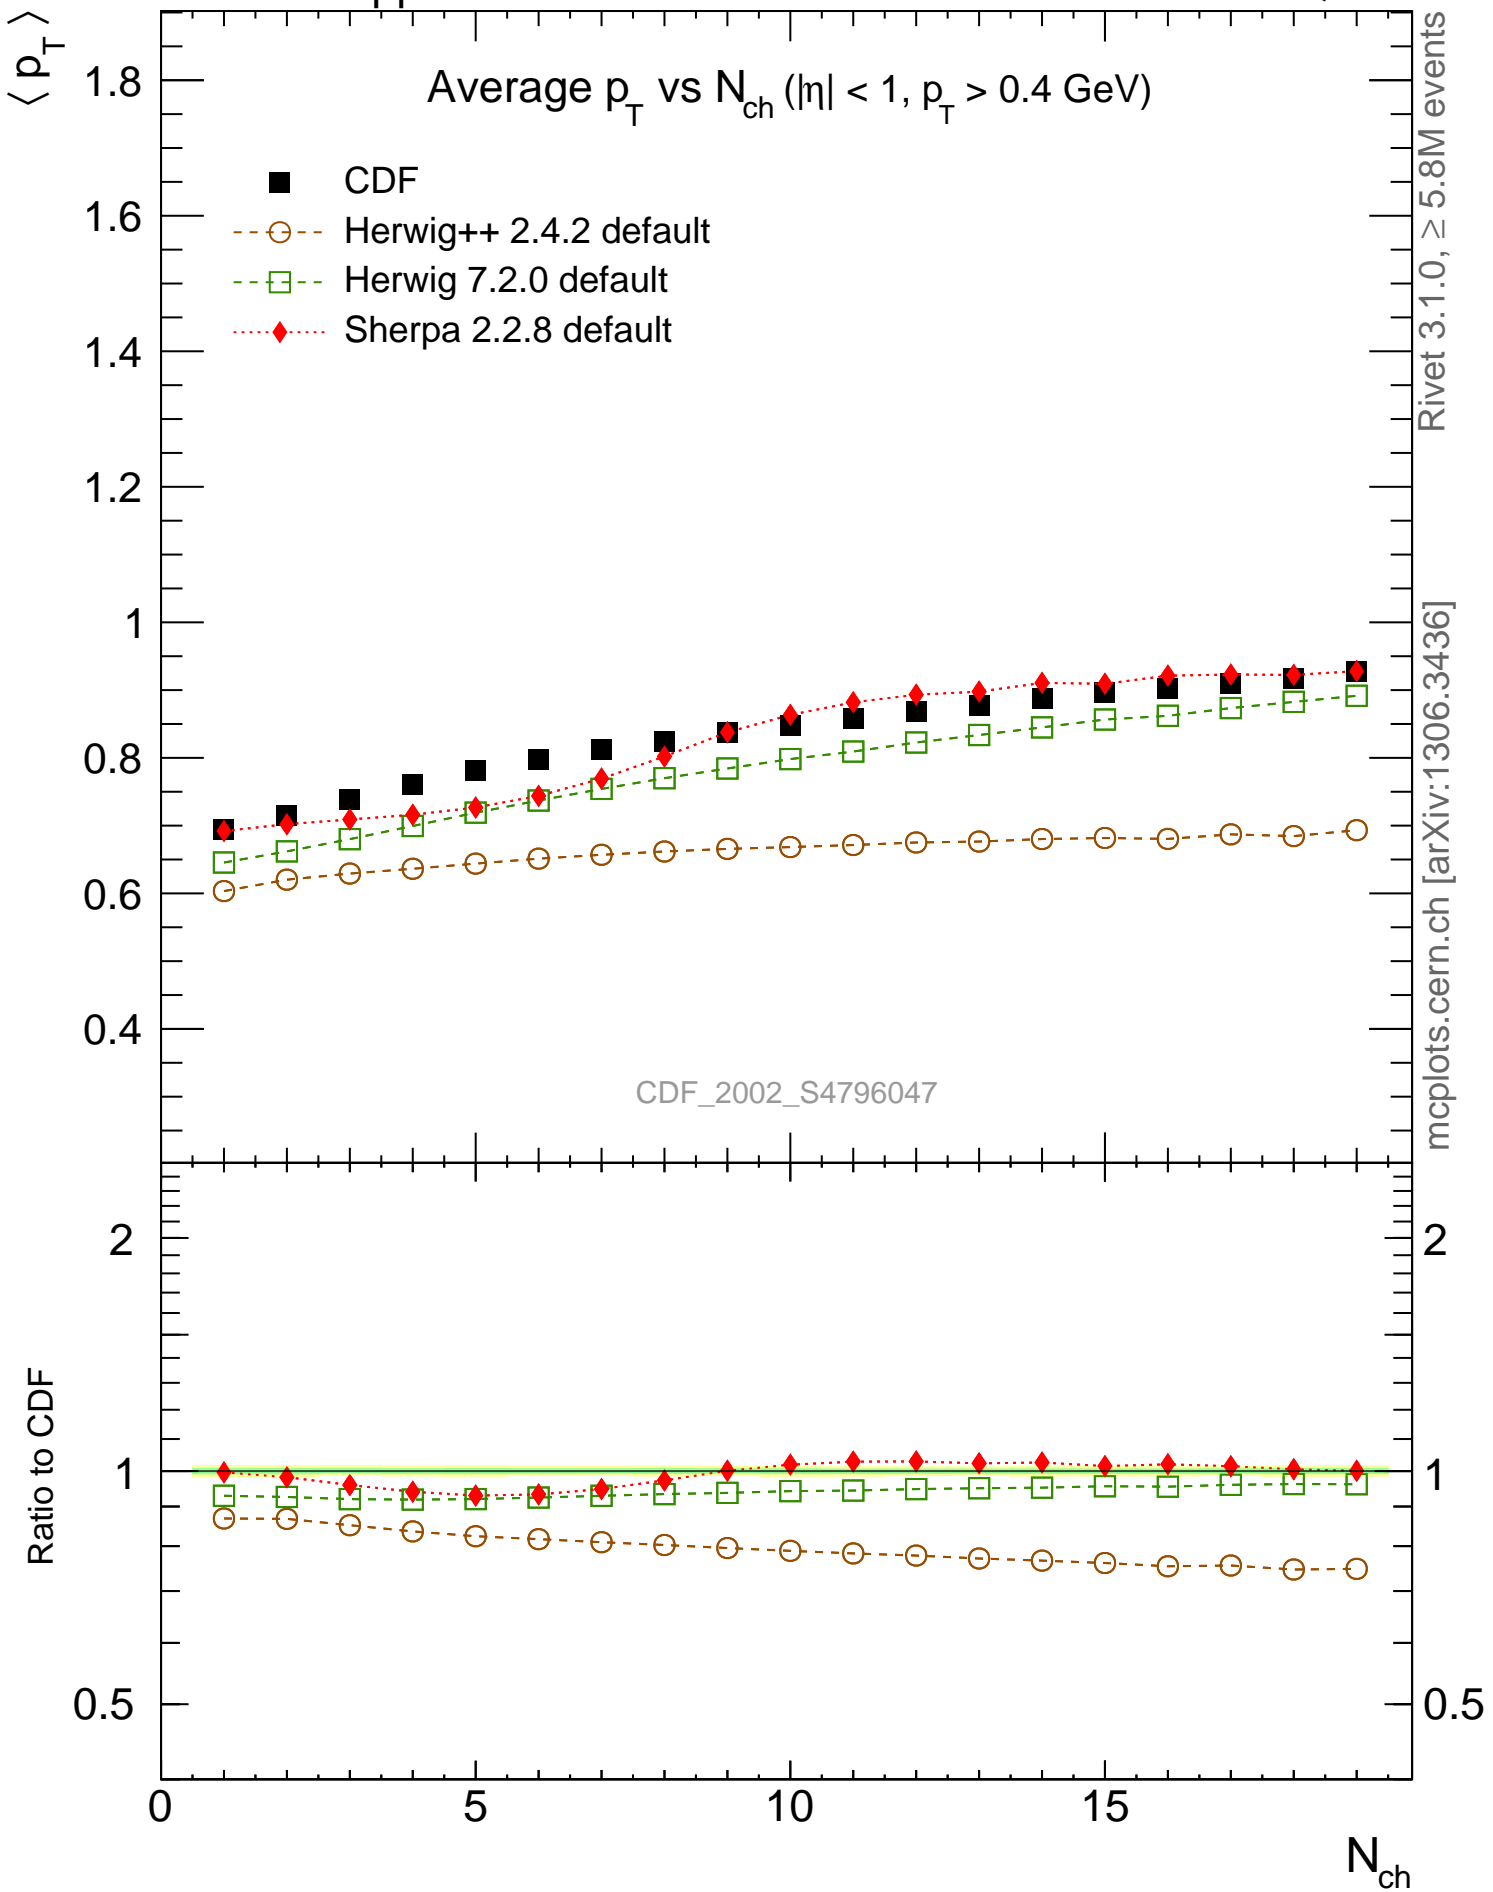 ⟨ p_T ⟩
Average p_T vs N_ch (|η| < 1, p_T > 0.4 GeV)
CDF
Herwig++ 2.4.2 default
Herwig 7.2.0 default
Sherpa 2.2.8 default
1.8
1.6
1.4
1.2
1
0.8
0.6
0.4
CDF_2002_S4796047
Rivet 3.1.0, ≥ 5.8M events
mcplots.cern.ch [arXiv:1306.3436]
Ratio to CDF
2
1
0.5
2
1
0.5
0 5 10 15
N_ch